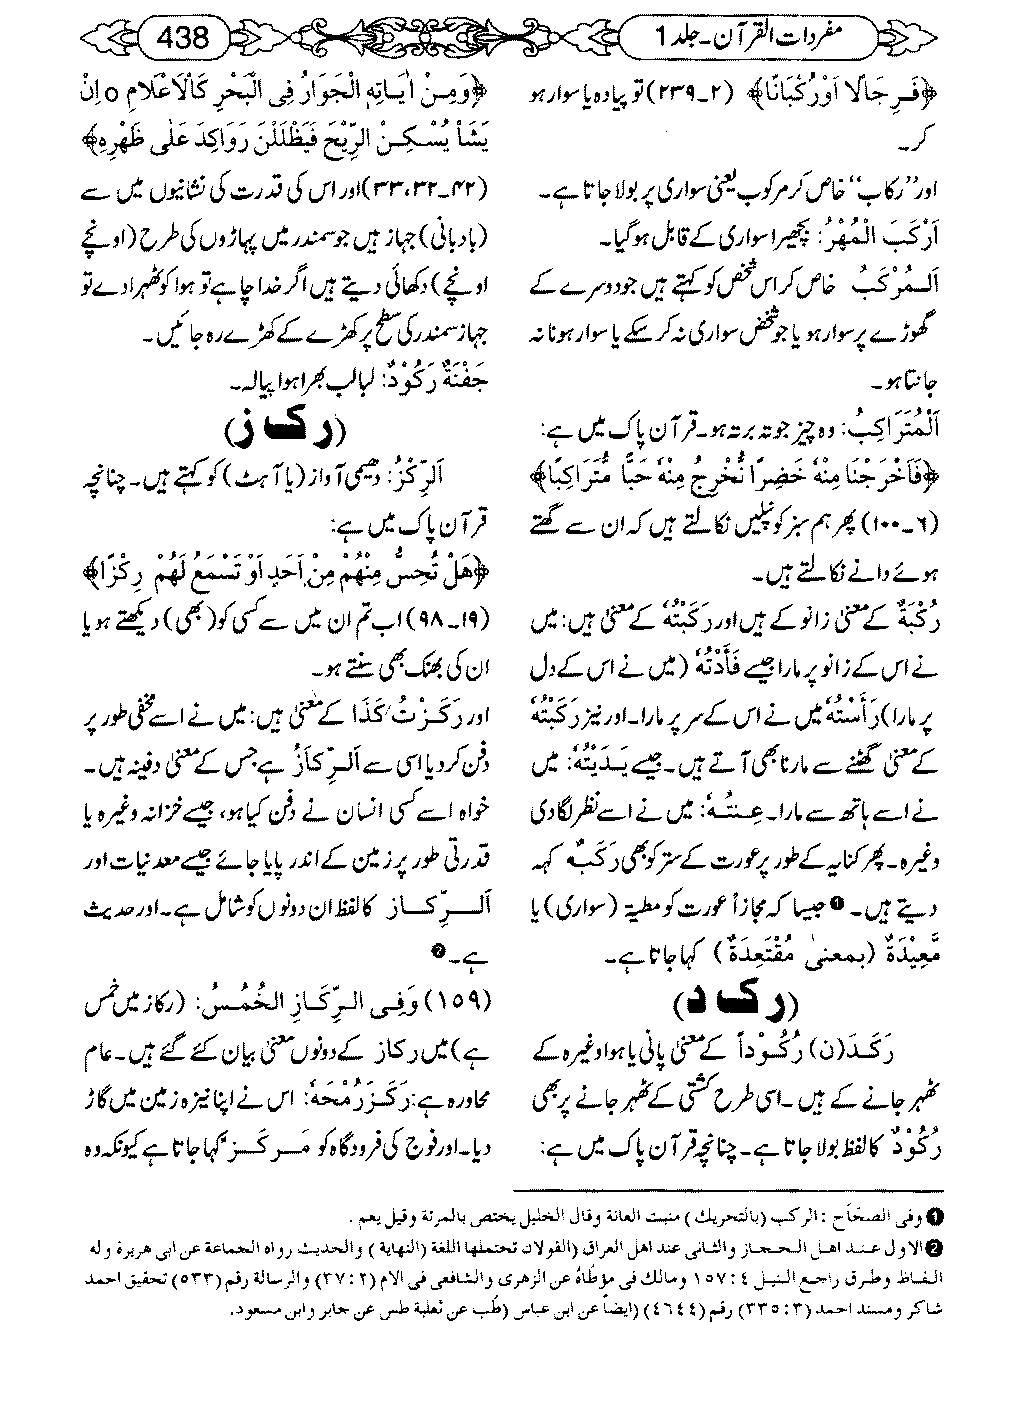 مفردات القرآن ـ جلد 1
438
﴿فَرِجَالًا اَوْ رُكْبَانًا﴾ (۲۔۲۳۹) تو پیادہ یا سوار ہو
کر۔
اور ''رکاب'' خاص کر مرکوب یعنی سواری پر بولا جاتا ہے۔
اَرْكَبَ الْمُهْرُ: بچھیرا سواری کے قابل ہو گیا۔
اَلْمُرْكَبُ خاص کر اس شخص کو کہتے ہیں جو دوسرے کے
گھوڑے پر سوار ہو یا جو شخص سواری نہ کر سکے یا سوار ہونا نہ
جانتا ہو۔
اَلْمُتَرَاكِبُ: وہ چیز جو تہ بر تہ ہو۔ قرآن پاک میں ہے:
﴿فَاَخْرَجْنَا مِنْهُ خَضِرًا نُّخْرِجُ مِنْهُ حَبًّا مُّتَرَاكِبًا﴾
(۶۔۱۰۰) پھر ہم سبز کونپلیں نکالتے ہیں کہ ان سے گتھے
ہوئے دانے نکالتے ہیں۔
رُكْبَةٌ کے معنی زانو کے ہیں اور رَكَبْتُهُ کے معنی ہیں: میں
نے اس کے زانو پر مارا جیسے فَأَدْتُهُ (میں نے اس کے دل
پر مارا) رَأَسْتُهُ میں نے اس کے سر پر مارا۔ اور نیز رَكَبْتُهُ
کے معنی گھٹنے سے مارنا بھی آتے ہیں۔ جیسے يَدَيْتُهُ: میں
نے اسے ہاتھ سے مارا۔ عِنْتُهُ: میں نے اسے نظر لگا دی
وغیرہ۔ پھر کنایہ کے طور پر عورت کے ستر کو بھی رَكَبٌ کہہ
دیتے ہیں۔ ❶ جیسا کہ مجازاً عورت کو مطیۃ (سواری) یا
قَعِيْدَةٌ (بمعنیٰ مُقْتَعِدَةٌ) کہا جاتا ہے۔
(ر ک د)
رَكَدَ (ن) رُكُوْداً کے معنی پانی یا ہوا وغیرہ کے
ٹھہر جانے کے ہیں۔ اسی طرح کشتی کے ٹھہر جانے پر بھی
رُكُوْدٌ کا لفظ بولا جاتا ہے۔ چنانچہ قرآن پاک میں ہے:
﴿وَمِنْ اٰيَاتِهِ الْجَوَارُ فِى الْبَحْرِ كَالْاَعْلَامِ o اِنْ
يَشَاْ يُسْكِنِ الرِّيْحَ فَيَظْلَلْنَ رَوَاكِدَ عَلٰى ظَهْرِهِ﴾
(۴۲۔۳۲،۳۳) اور اس کی قدرت کی نشانیوں میں سے
(بادبانی) جہاز ہیں جو سمندر میں پہاڑوں کی طرح (اونچے
اونچے) دکھائی دیتے ہیں اگر خدا چاہے تو ہوا کو ٹھہرا دے تو
جہاز سمندر کی سطح پر کھڑے کے کھڑے رہ جائیں۔
جَفْنَةٌ رَكُوْدٌ: لبالب بھرا ہوا پیالہ۔
(ر ک ز)
اَلرِّكْزُ: دھیمی آواز (یا آہٹ) کو کہتے ہیں۔ چنانچہ
قرآن پاک میں ہے:
﴿هَلْ تُحِسُّ مِنْهُمْ مِنْ اَحَدٍ اَوْ تَسْمَعُ لَهُمْ رِكْزًا﴾
(۱۹۔۹۸) اب تم ان میں سے کسی کو (بھی) دیکھتے ہو یا
ان کی بھنک بھی سنتے ہو۔
اور رَكَزْتُ كَذَا کے معنی ہیں: میں نے اسے مخفی طور پر
دفن کر دیا اسی سے اَلرِّكَازُ ہے جس کے معنی دفینہ ہیں۔
خواہ اسے کسی انسان نے دفن کیا ہو، جیسے خزانہ وغیرہ یا
قدرتی طور پر زمین کے اندر پایا جائے جیسے معدنیات اور
اَلرِّكَاز کا لفظ ان دونوں کو شامل ہے۔ اور حدیث
ہے۔ ❷
(۱۵۹) وَفِى الرِّكَازِ الْخُمُسُ: (رکاز میں خمس
ہے) میں رکاز کے دونوں معنی بیان کئے گئے ہیں۔ عام
محاورہ ہے: رَكَزَ رُمْحَهُ: اس نے اپنا نیزہ زمین میں گاڑ
دیا۔ اور فوج کی فرودگاہ کو مَرْكَزٌ کہا جاتا ہے کیونکہ وہ
❶ وفى الصحّاح : الركب (بالتحريك) منبت العانة وقال الخليل يختص بالمرئة وقيل يعم .
❷ الاول عند اهل الحجاز والثانى عند اهل العراق (القولان تحتملها اللغة (النهاية) والحديث رواه الجماعة عن ابى هريرة وله
الفاظ وطرق راجع النيل ٤ : ١٥٧ ومالك فى مؤطاهُ عن الزهرى والشافعى فى الام (٢ : ٣٧) والرسالة رقم (٥٣٣) تحقيق احمد
شاكر ومسند احمد (٣ : ٣٣٥) رقم (٤٦٤٤) (ايضاً عن ابن عباس (طب عن ثعلبة طس عن جابر وابن مسعود.